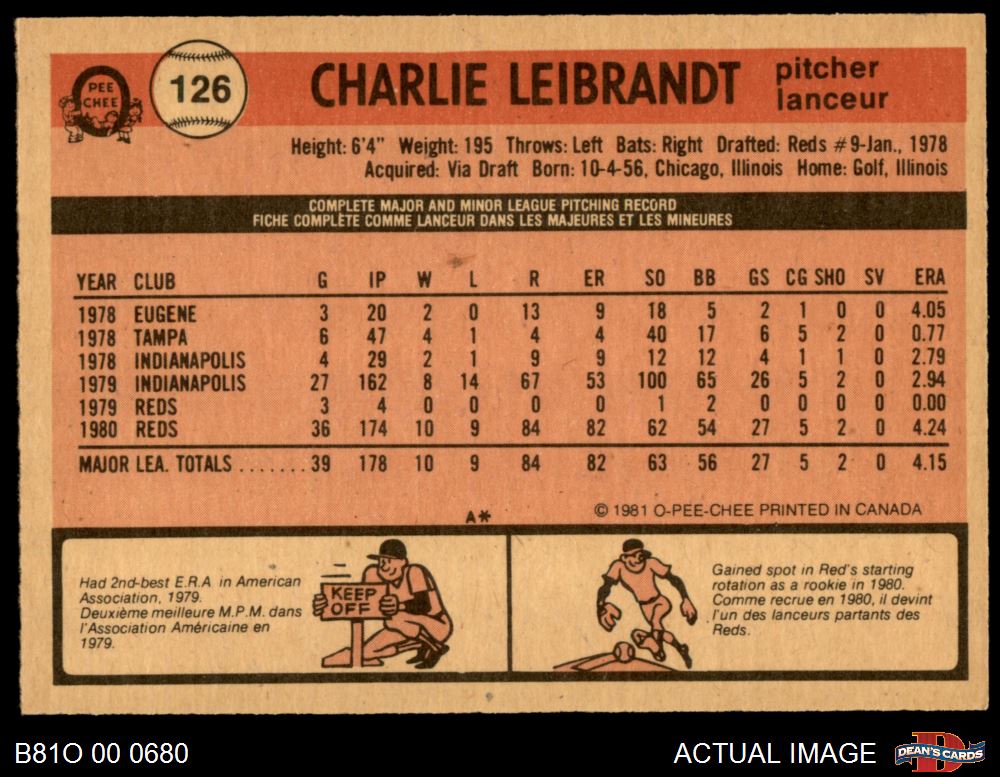 PEE
CHEE
126
CHARLIE LEIBRANDT
pitcher
lanceur
Height: 6'4" Weight: 195 Throws: Left Bats: Right Drafted: Reds #9-Jan., 1978
Acquired: Via Draft Born: 10-4-56, Chicago, Illinois Home: Golf, Illinois
COMPLETE MAJOR AND MINOR LEAGUE PITCHING RECORD
FICHE COMPLÈTE COMME LANCEUR DANS LES MAJEURES ET LES MINEURES
YEAR CLUB G IP W L R ER SO BB GS CG SHO SV ERA
1978 EUGENE 3 20 2 0 13 9 18 5 2 1 0 0 4.05
1978 TAMPA 6 47 4 1 4 4 40 17 6 5 2 0 0.77
1978 INDIANAPOLIS 4 29 2 1 9 9 12 12 4 1 1 0 2.79
1979 INDIANAPOLIS 27 162 8 14 67 53 100 65 26 5 2 0 2.94
1979 REDS 3 4 0 0 0 0 1 2 0 0 0 0 0.00
1980 REDS 36 174 10 9 84 82 62 54 27 5 2 0 4.24
MAJOR LEA. TOTALS ....... 39 178 10 9 84 82 63 56 27 5 2 0 4.15
A*
© 1981 O-PEE-CHEE PRINTED IN CANADA
Had 2nd-best E.R.A in American
Association, 1979.
Deuxième meilleure M.P.M. dans
l'Association Américaine en
1979.
KEEP
OFF
Gained spot in Red's starting
rotation as a rookie in 1980.
Comme recrue en 1980, il devint
l'un des lanceurs partants des
Reds.
B81O 00 0680
ACTUAL IMAGE
DEAN'S CARDS